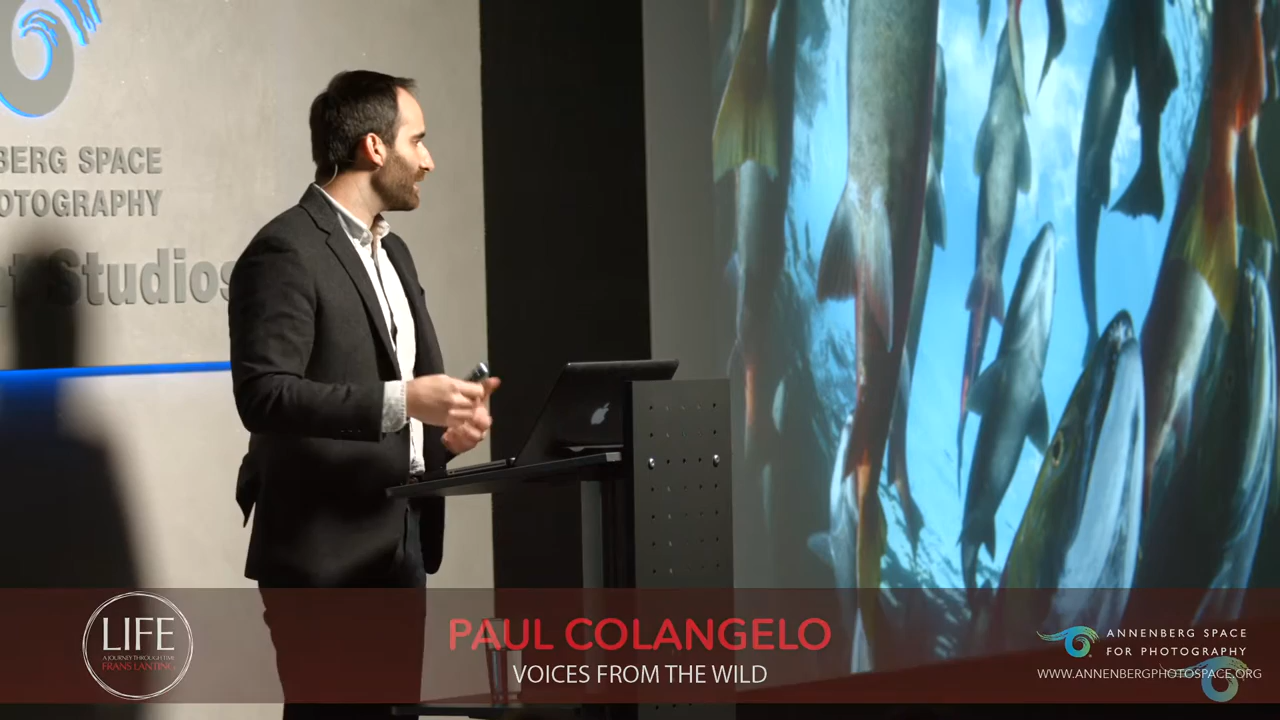 BERG SPACE
OTOGRAPHY
t Studios
LIFE
A JOURNEY THROUGH TIME
FRANS LANTING
PAUL COLANGELO
VOICES FROM THE WILD
ANNENBERG SPACE
FOR PHOTOGRAPHY
WWW.ANNENBERGPHOTOSPACE.ORG